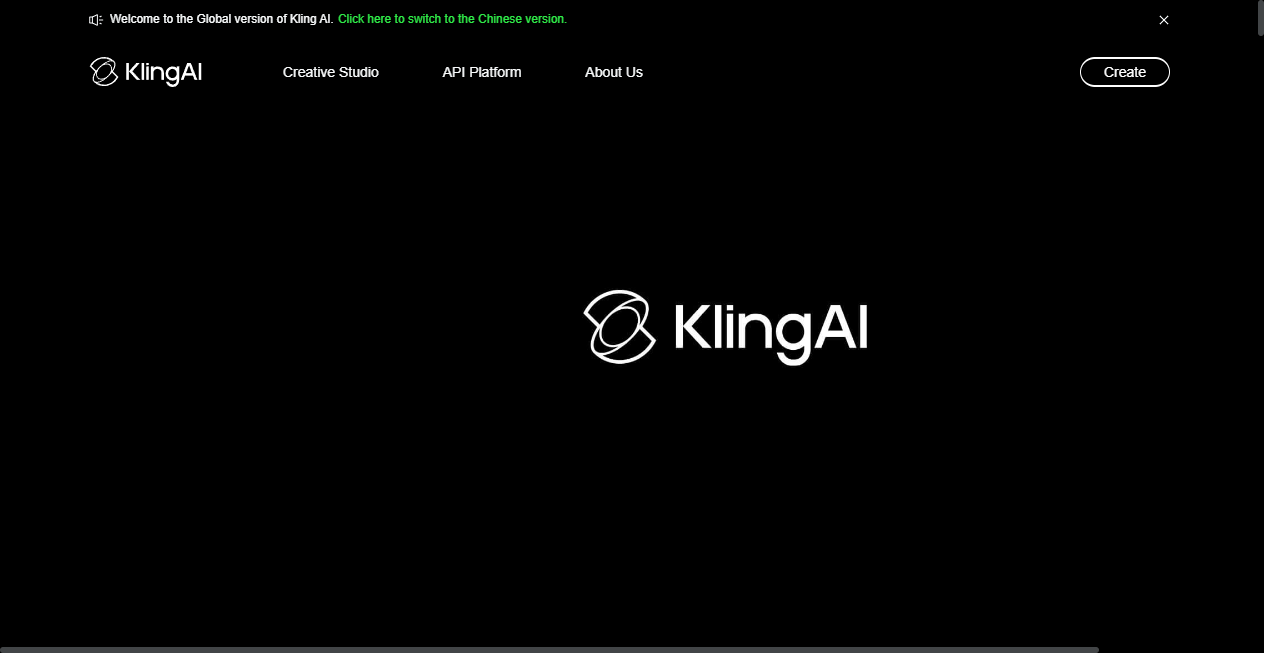 Welcome to the Global version of Kling AI. Click here to switch to the Chinese version.
KlingAI Creative Studio API Platform About Us Create
KlingAI